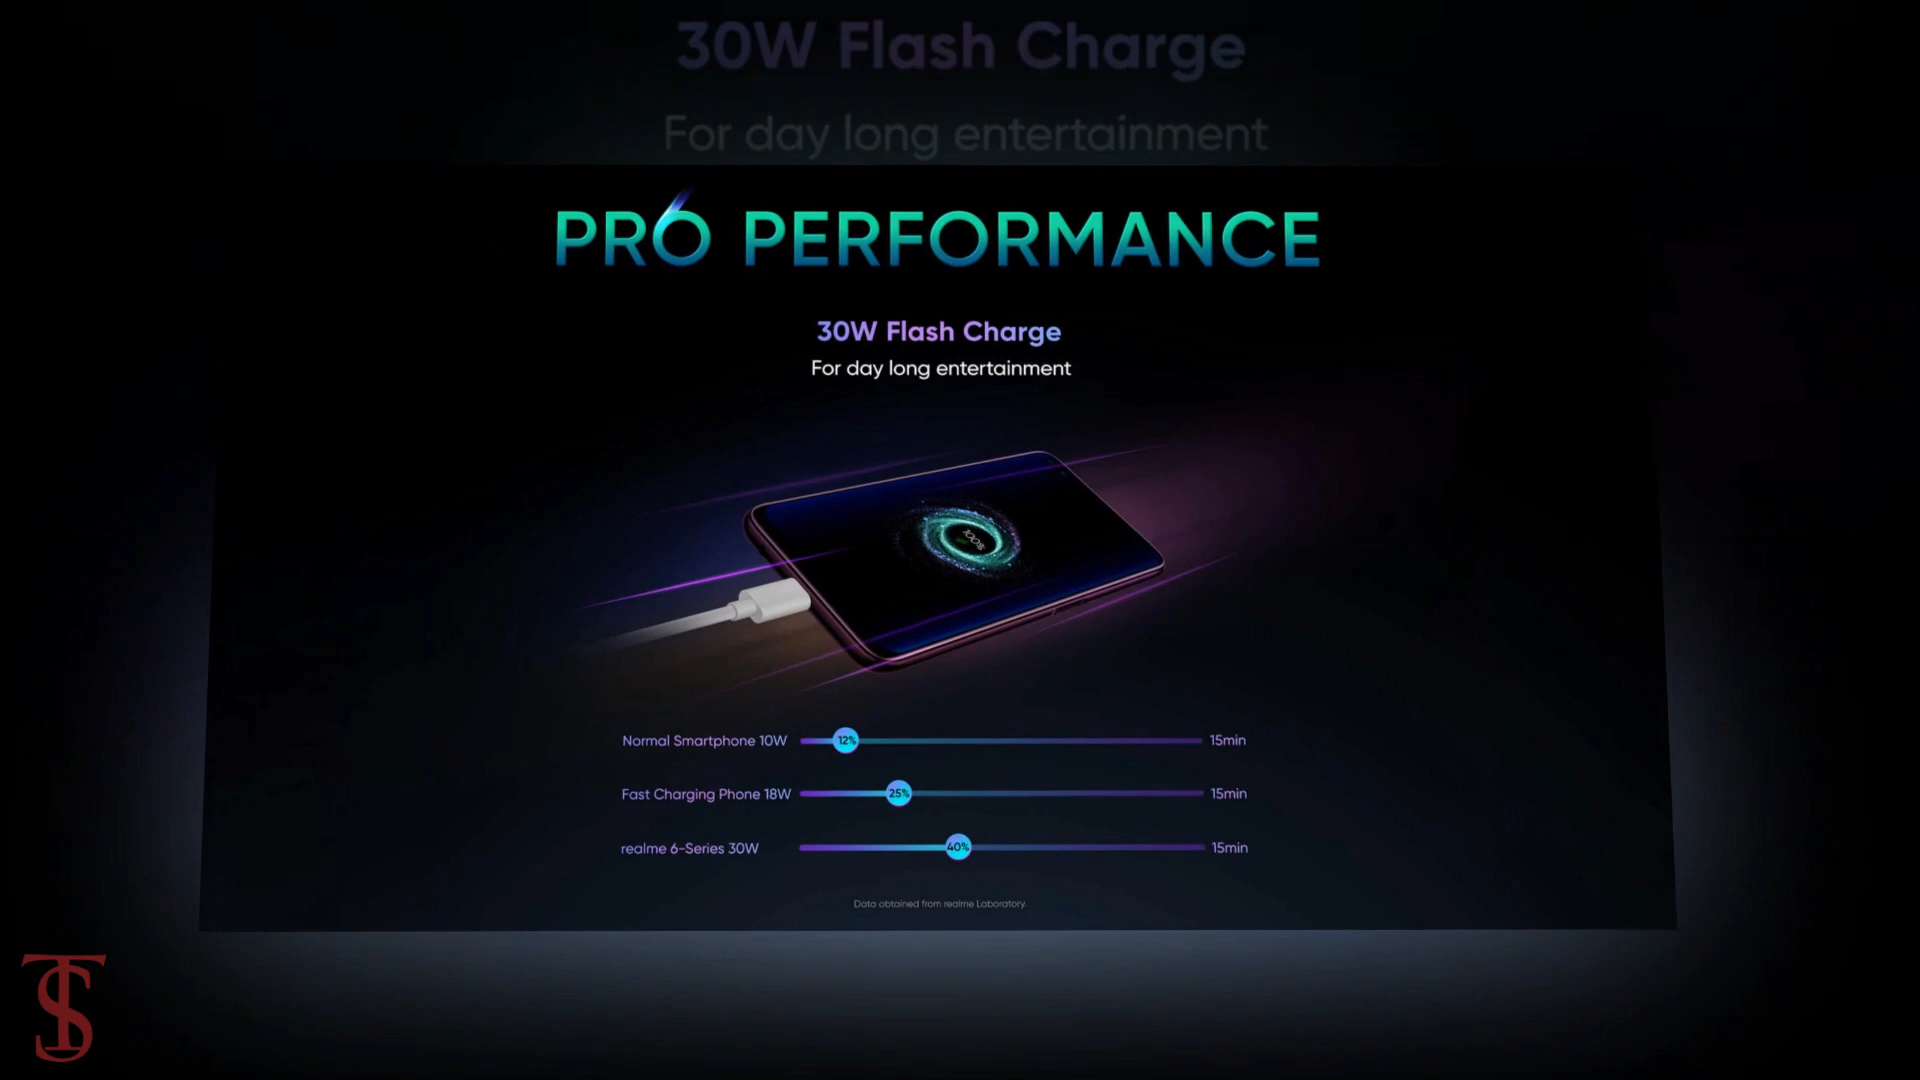 30W Flash Charge
For day long entertainment
PR6 PERFORMANCE
30W Flash Charge
For day long entertainment
100%
Normal Smartphone 10W 12% 15min
Fast Charging Phone 18W 25% 15min
realme 6-Series 30W 40% 15min
Data obtained from realme Laboratory.